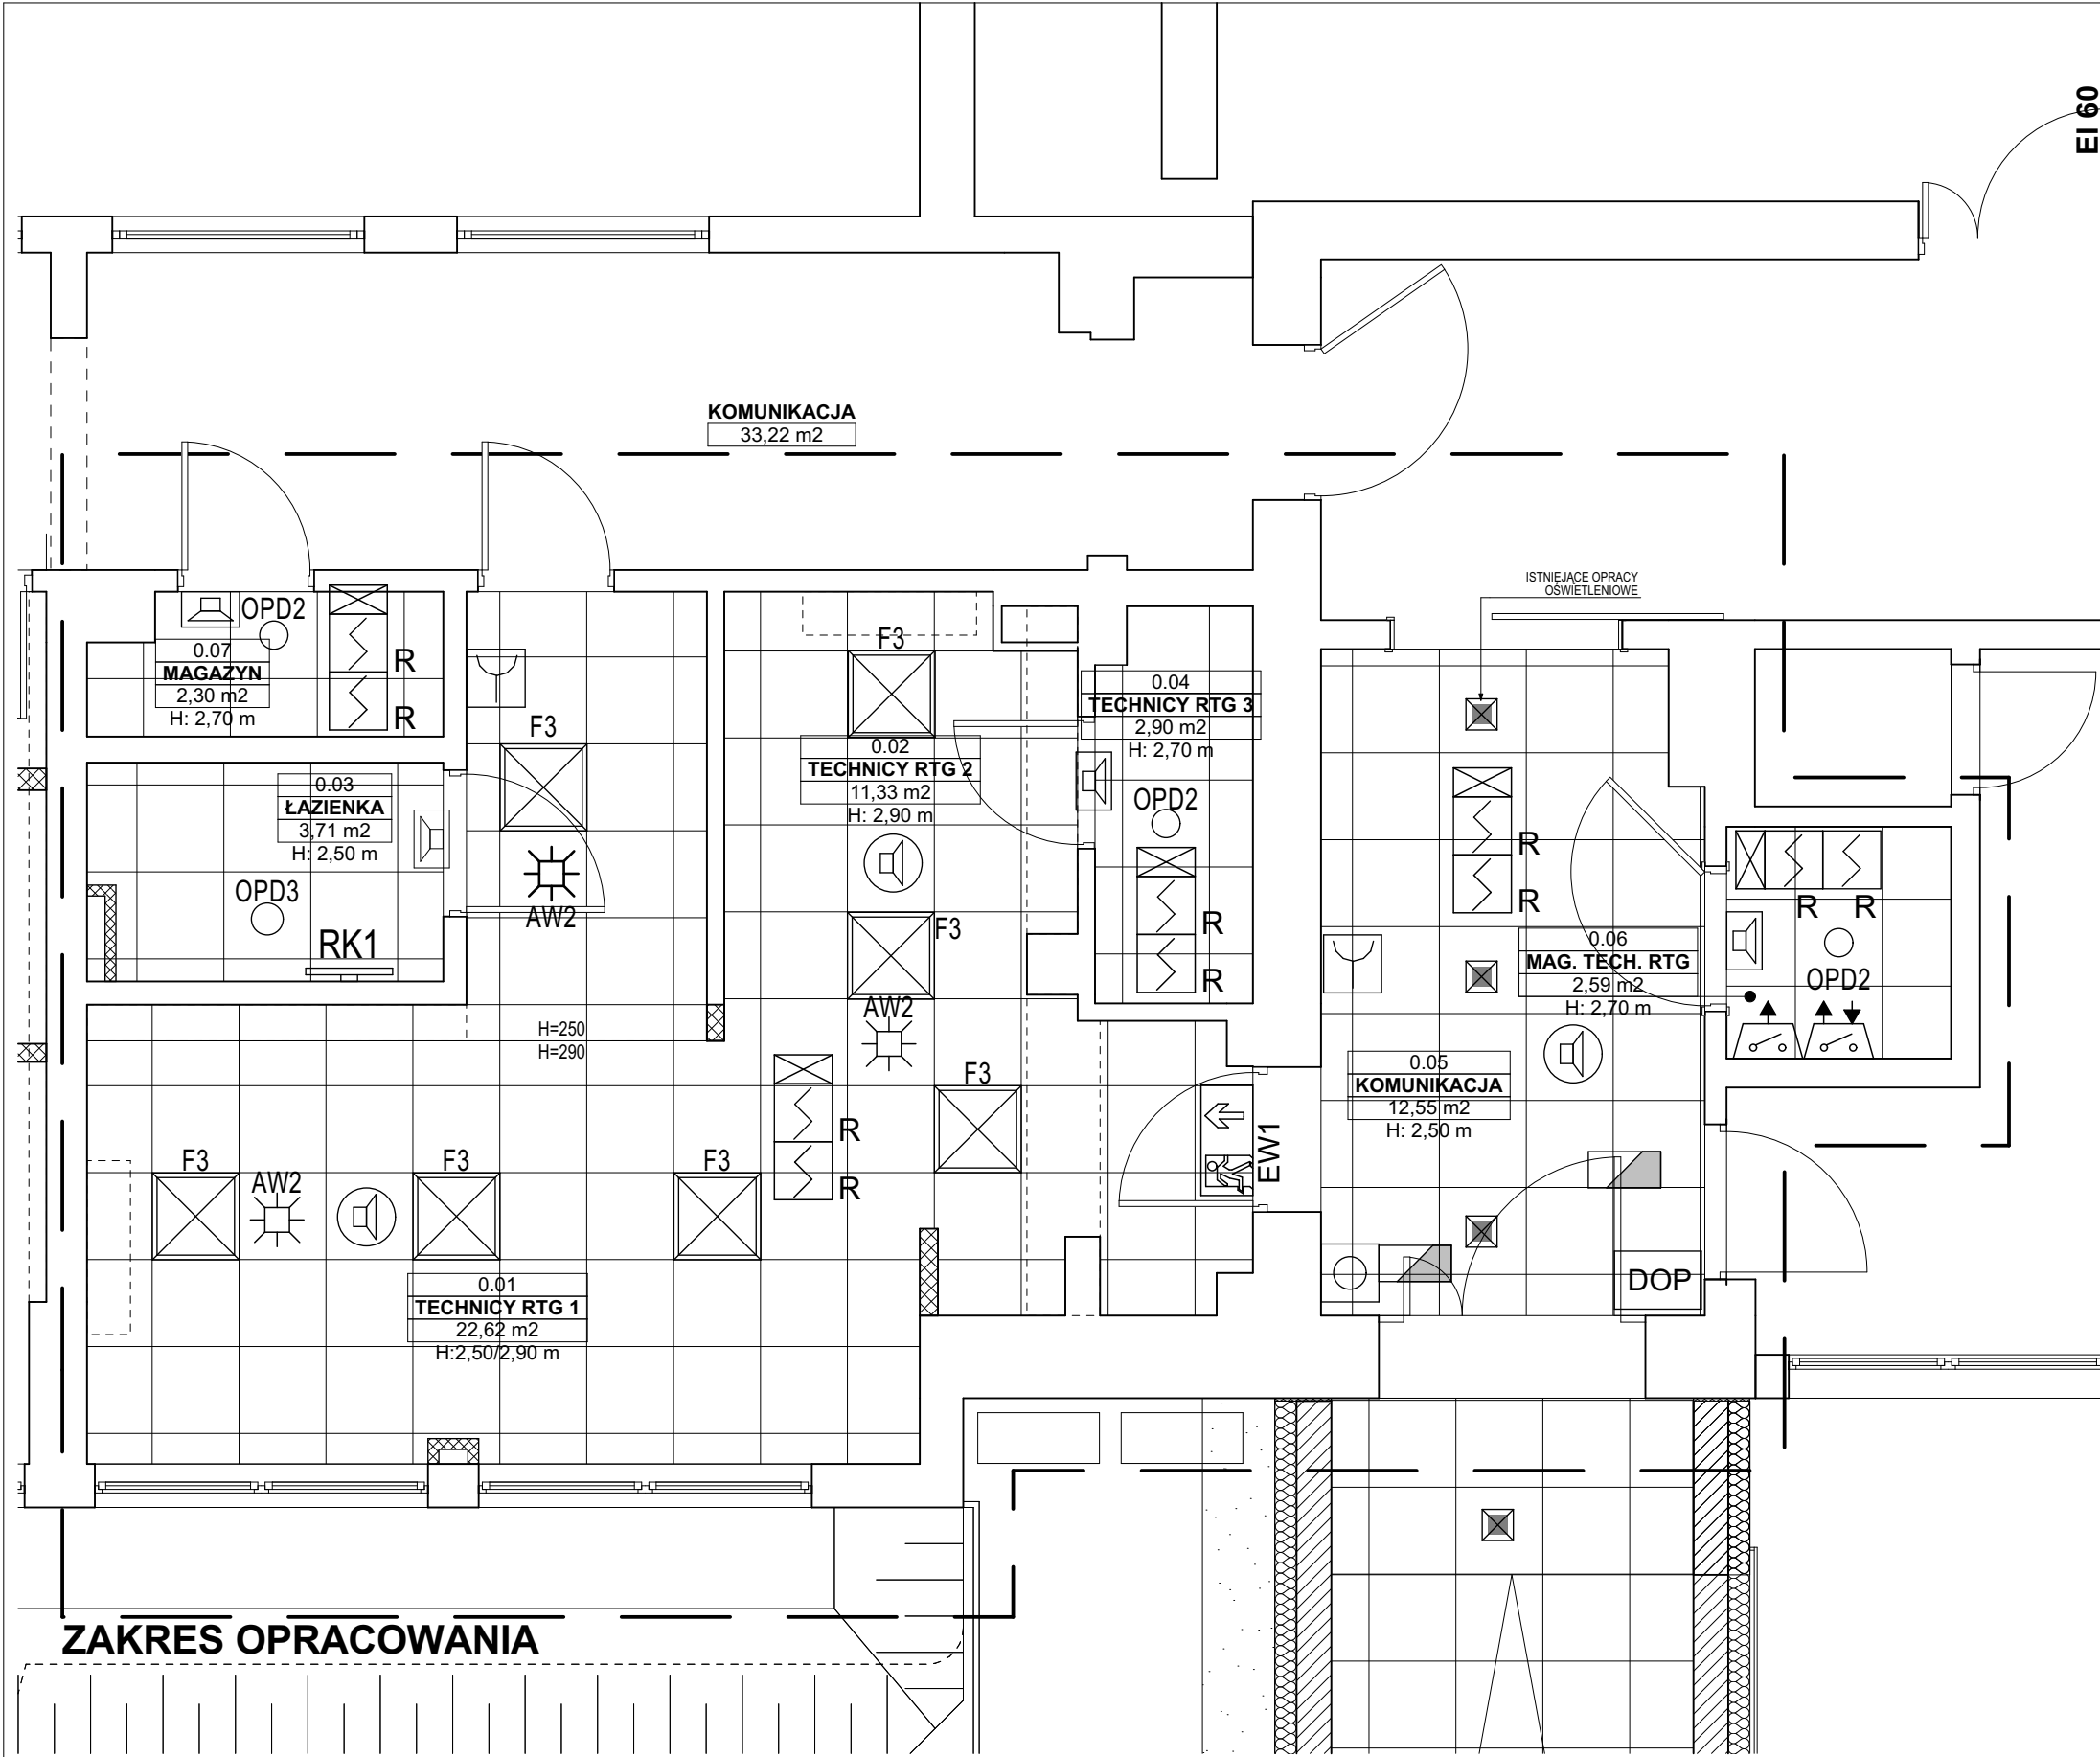 EI 60
KOMUNIKACJA
33,22 m2
ISTNIEJĄCE OPRACY
OŚWIETLENIOWE
OPD2
0.07
MAGAZYN
2,30 m2
H: 2,70 m
R
R
F3
F3
0.02
TECHNICY RTG 2
11,33 m2
H: 2,90 m
0.04
TECHNICY RTG 3
2,90 m2
H: 2,70 m
OPD2
R
R
0.03
ŁAZIENKA
3,71 m2
H: 2,50 m
OPD3
RK1
AW2
F3
AW2
H=250
H=290
F3
R
R
R
R
0.06
MAG. TECH. RTG
2,59 m2
H: 2,70 m
R R
OPD2
0.05
KOMUNIKACJA
12,55 m2
H: 2,50 m
EW1
F3
AW2
F3
F3
0.01
TECHNICY RTG 1
22,62 m2
H:2,50/2,90 m
DOP
ZAKRES OPRACOWANIA